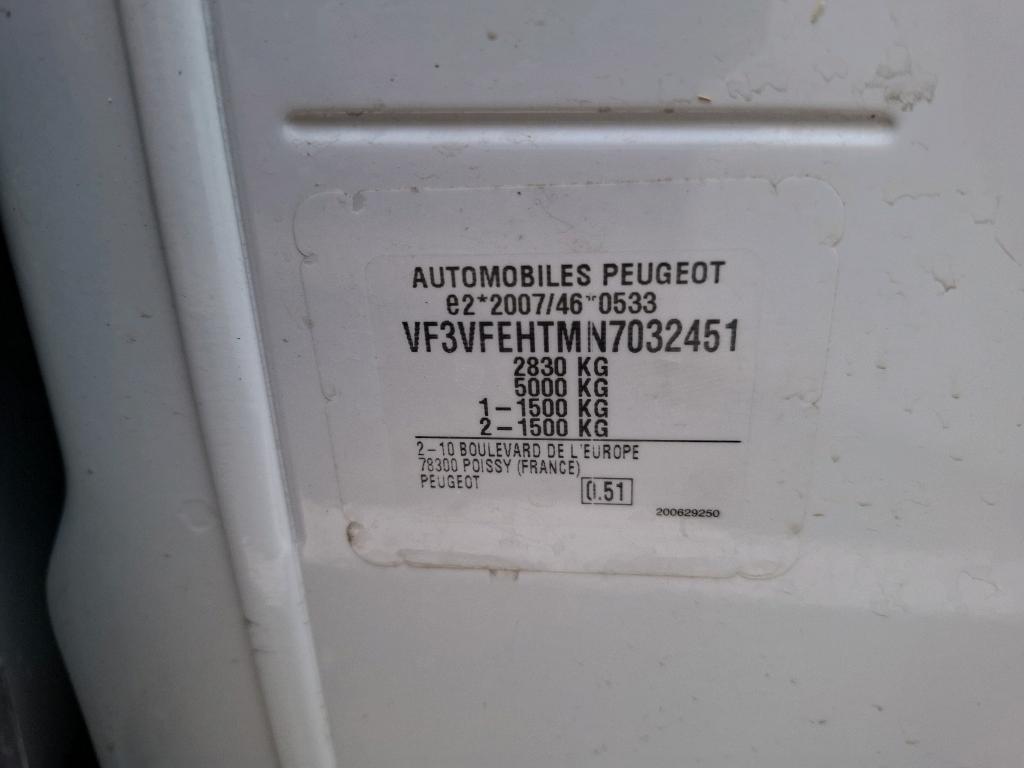 AUTOMOBILES PEUGEOT
e2*2007/46*0533
VF3VFEHTMN7032451
2830 KG
5000 KG
1-1500 KG
2-1500 KG
2-10 BOULEVARD DE L'EUROPE
78300 POISSY (FRANCE)
PEUGEOT
0.51
200629250